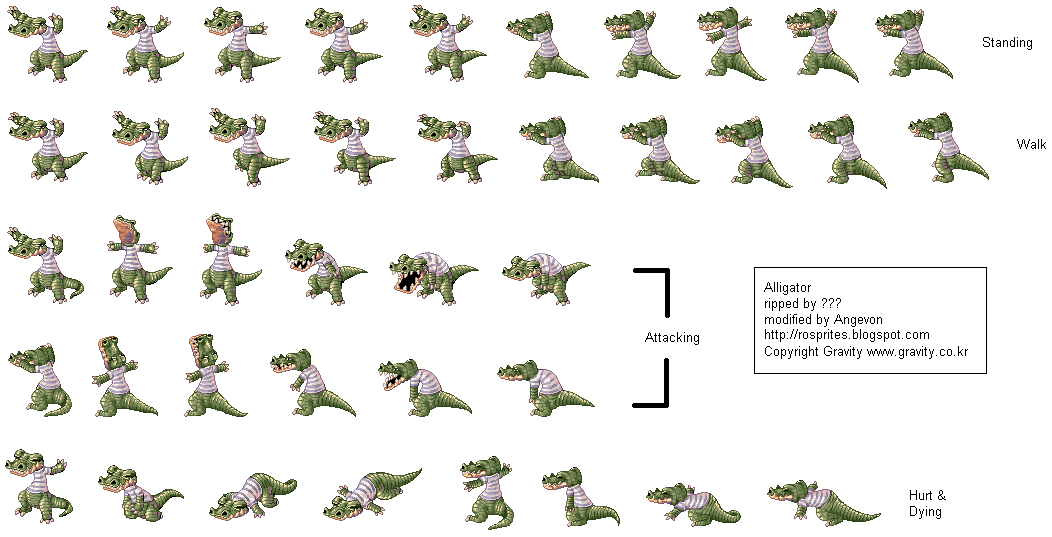 Standing
Walk
Alligator
ripped by ???
modified by Angevon
http://rosprites.blogspot.com
Copyright Gravity www.gravity.co.kr
Attacking
Hurt &
Dying